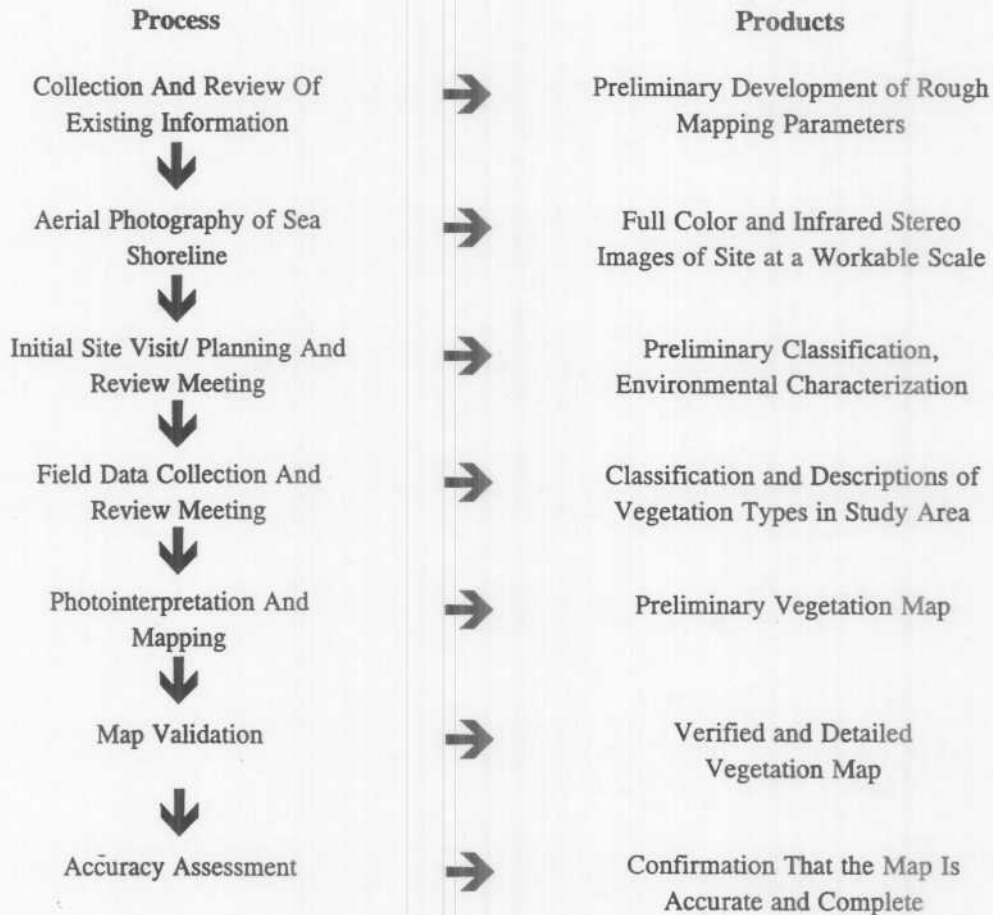 Process
Products
Collection And Review Of
Existing Information
Preliminary Development of Rough
Mapping Parameters
Aerial Photography of Sea
Shoreline
Full Color and Infrared Stereo
Images of Site at a Workable Scale
Initial Site Visit/ Planning And
Review Meeting
Preliminary Classification,
Environmental Characterization
Field Data Collection And
Review Meeting
Classification and Descriptions of
Vegetation Types in Study Area
Photointerpretation And
Mapping
Preliminary Vegetation Map
Map Validation
Verified and Detailed
Vegetation Map
Accuracy Assessment
Confirmation That the Map Is
Accurate and Complete